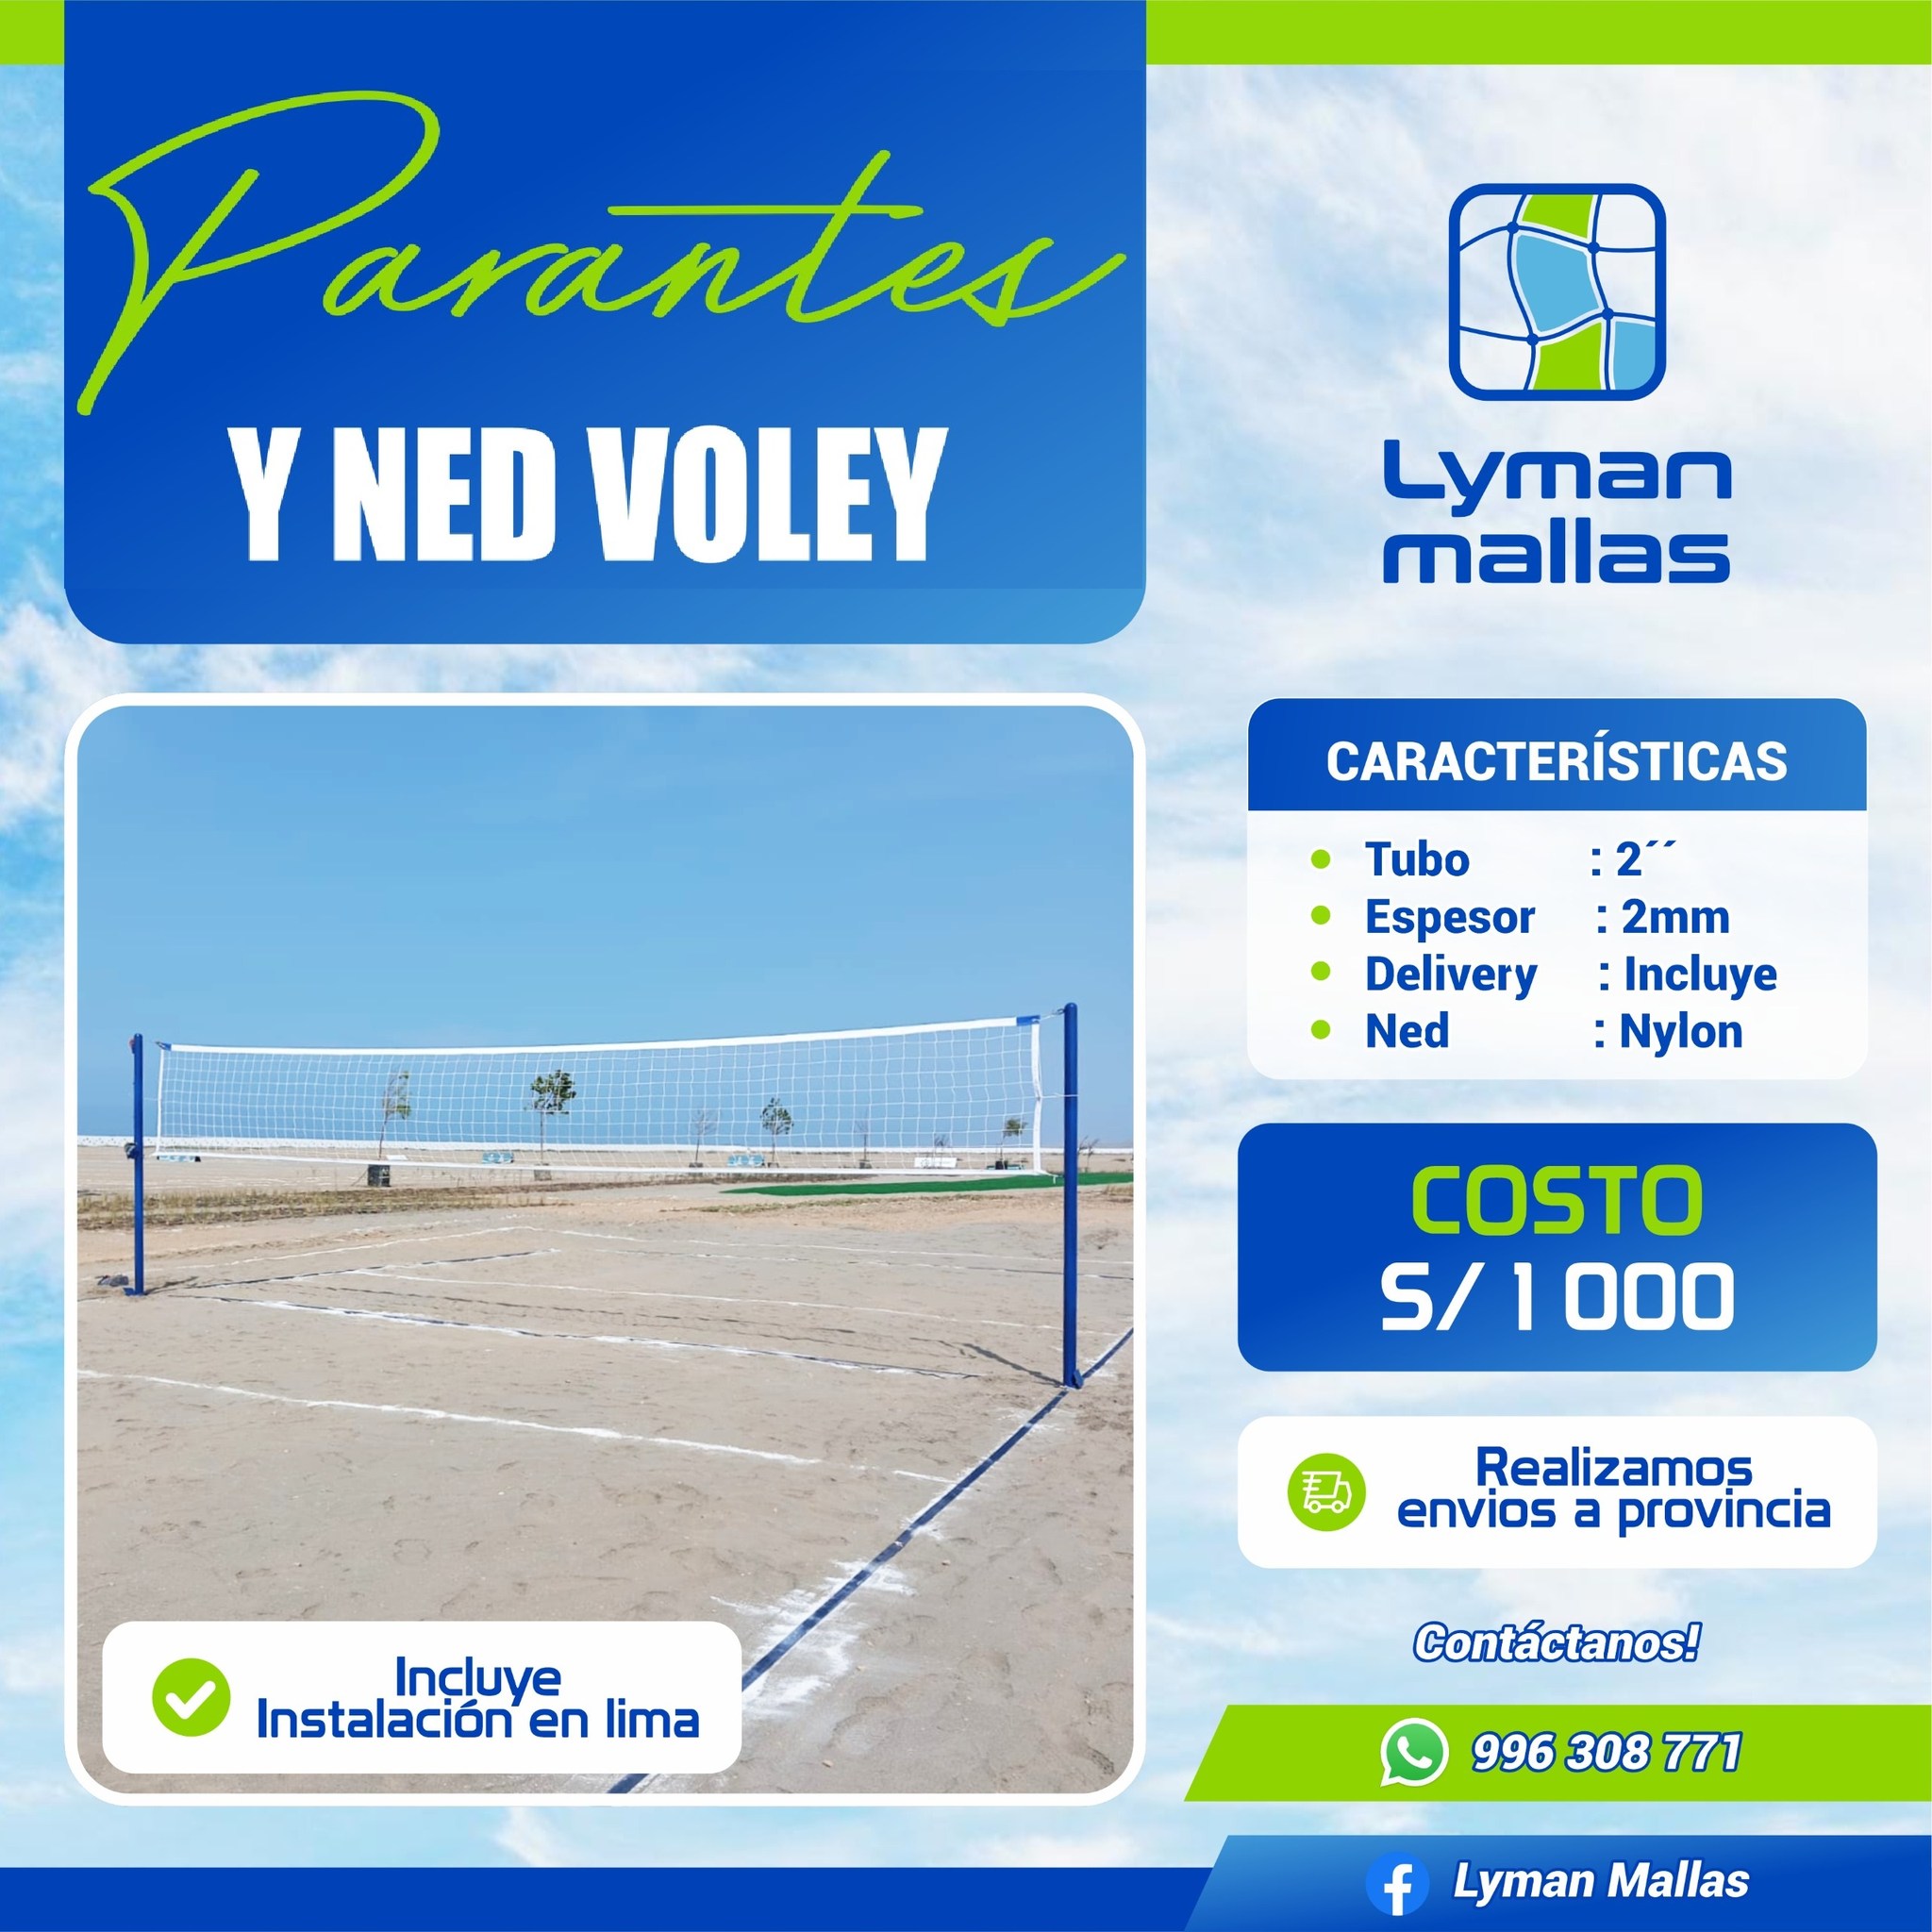 Parantes
Y NED VOLEY
Lyman
mallas
CARACTERÍSTICAS
Tubo : 2´´
Espesor : 2mm
Delivery : Incluye
Ned : Nylon
COSTO
S/ 1 000
Realizamos
envios a provincia
Incluye
Instalación en lima
Contáctanos!
996 308 771
Lyman Mallas